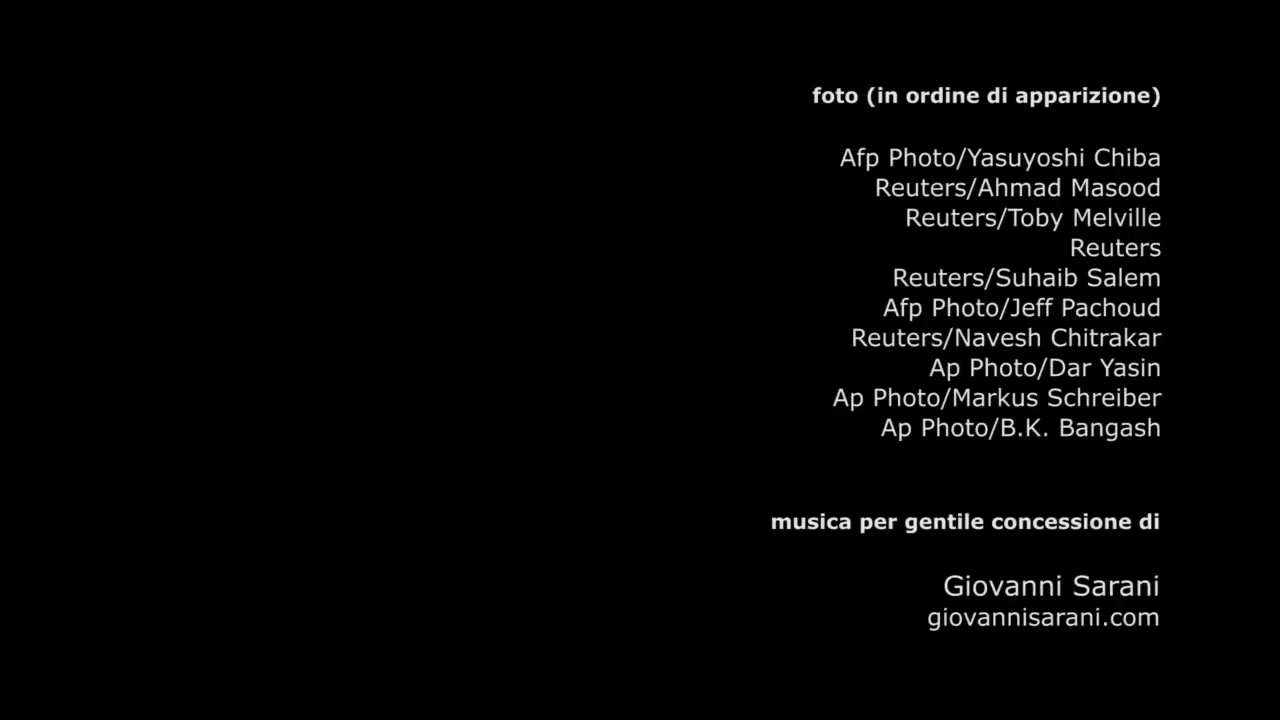 foto (in ordine di apparizione)
Afp Photo/Yasuyoshi Chiba
Reuters/Ahmad Masood
Reuters/Toby Melville
Reuters
Reuters/Suhaib Salem
Afp Photo/Jeff Pachoud
Reuters/Navesh Chitrakar
Ap Photo/Dar Yasin
Ap Photo/Markus Schreiber
Ap Photo/B.K. Bangash
musica per gentile concessione di
Giovanni Sarani
giovannisarani.com